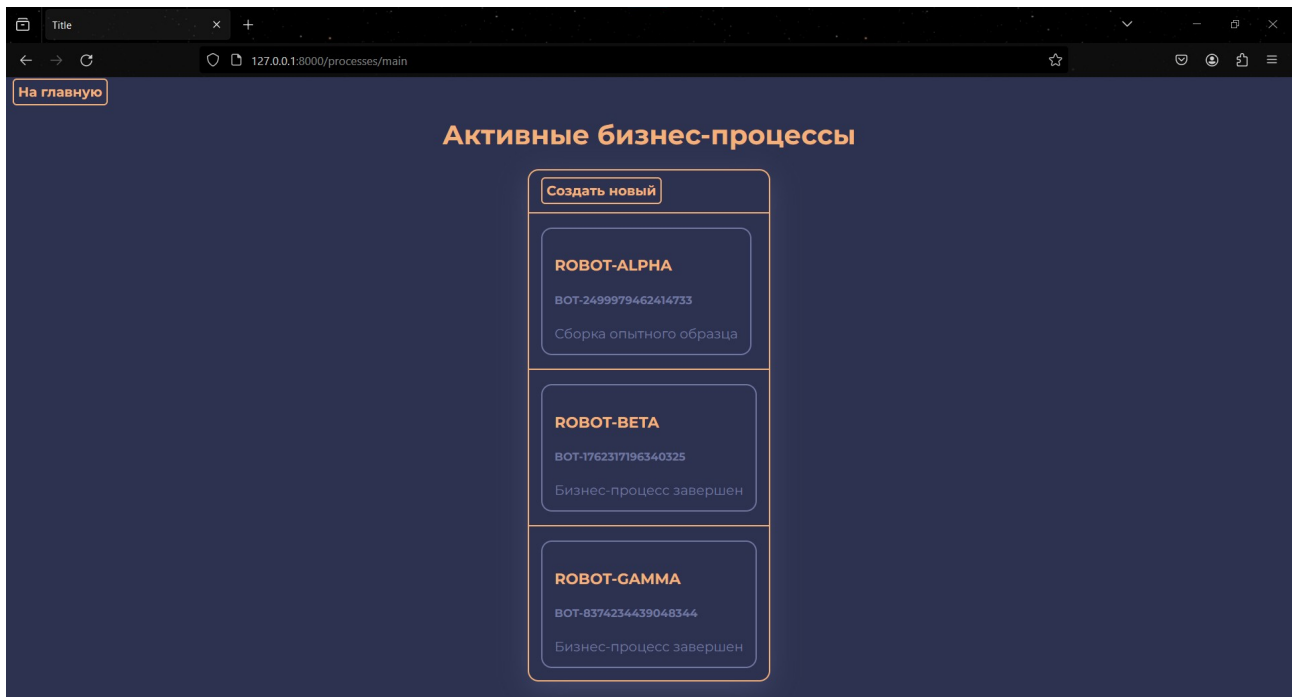 Title
127.0.0.1:8000/processes/main
На главную
Активные бизнес-процессы
Создать новый
ROBOT-ALPHA
BOT-2499979462414733
Сборка опытного образца
ROBOT-BETA
BOT-1762317196340325
Бизнес-процесс завершен
ROBOT-GAMMA
BOT-8374234439048344
Бизнес-процесс завершен